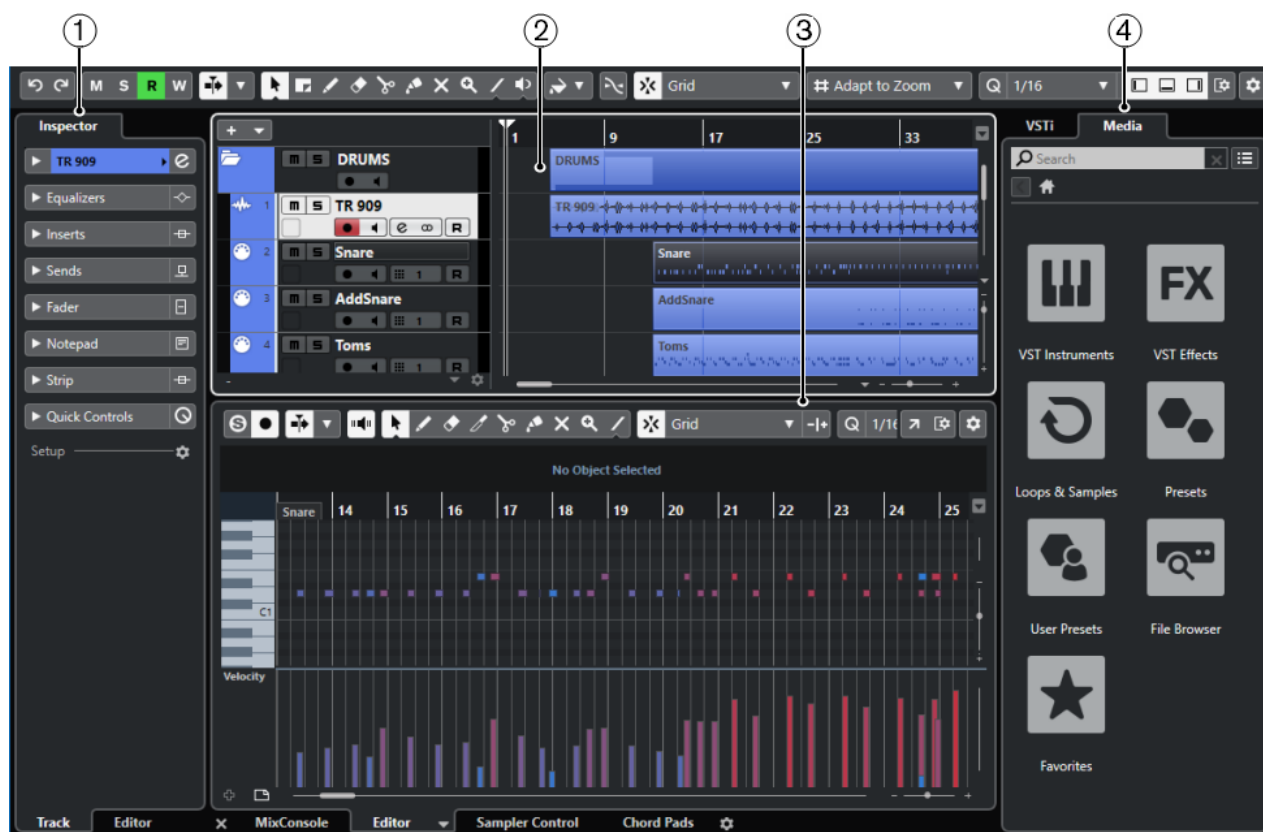 ① ② ③ ④
M S R W Grid Adapt to Zoom Q 1/16
Inspector
TR 909
Equalizers
Inserts
Sends
Fader
Notepad
Strip
Quick Controls
Setup
1 9 17 25 33
m S DRUMS
DRUMS
1 m S TR 909
R
TR 909
2 m S Snare
1 R
Snare
3 m S AddSnare
1 R
AddSnare
4 m S Toms
1 R
Toms
VSTi Media
Search
VST Instruments
FX
VST Effects
Loops & Samples
Presets
User Presets
File Browser
Favorites
S Grid Q 1/16
No Object Selected
Snare 14 15 16 17 18 19 20 21 22 23 24 25
C1
Velocity
Track Editor MixConsole Editor Sampler Control Chord Pads